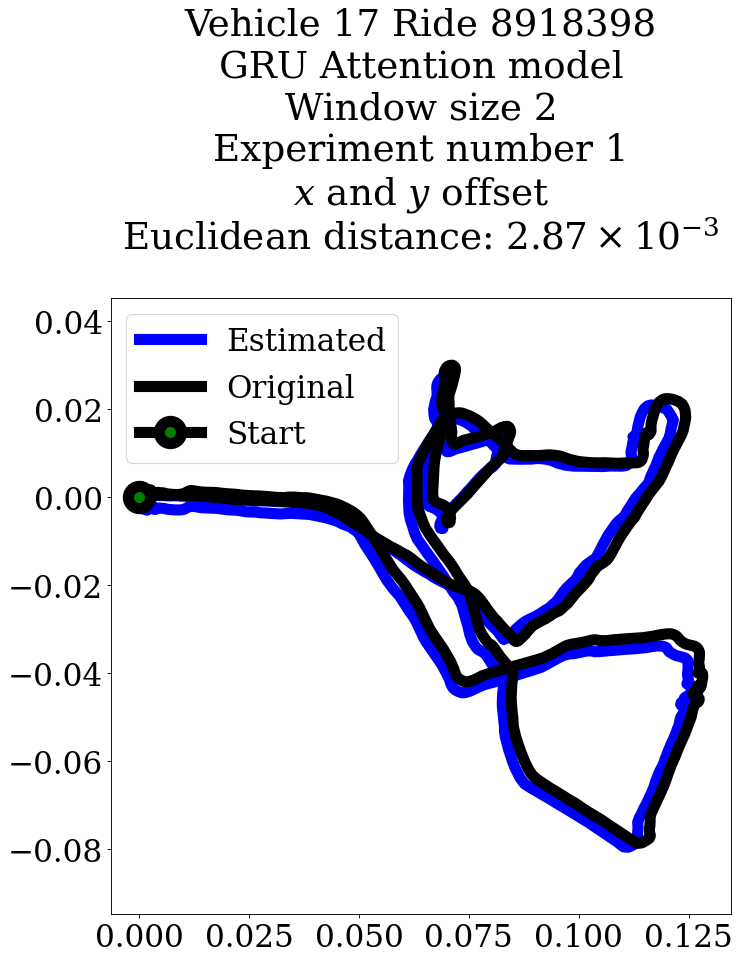 Vehicle 17 Ride 8918398
GRU Attention model
Window size 2
Experiment number 1
x and y offset
Euclidean distance: 2.87 × 10⁻³
Estimated
Original
Start
0.04
0.02
0.00
−0.02
−0.04
−0.06
−0.08
0.000 0.025 0.050 0.075 0.100 0.125